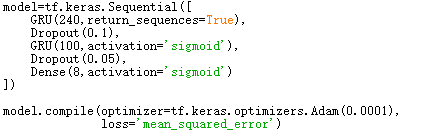 model=tf.keras.Sequential([
    GRU(240,return_sequences=True),
    Dropout(0.1),
    GRU(100,activation='sigmoid'),
    Dropout(0.05),
    Dense(8,activation='sigmoid')
])
model.compile(optimizer=tf.keras.optimizers.Adam(0.0001),
              loss='mean_squared_error')